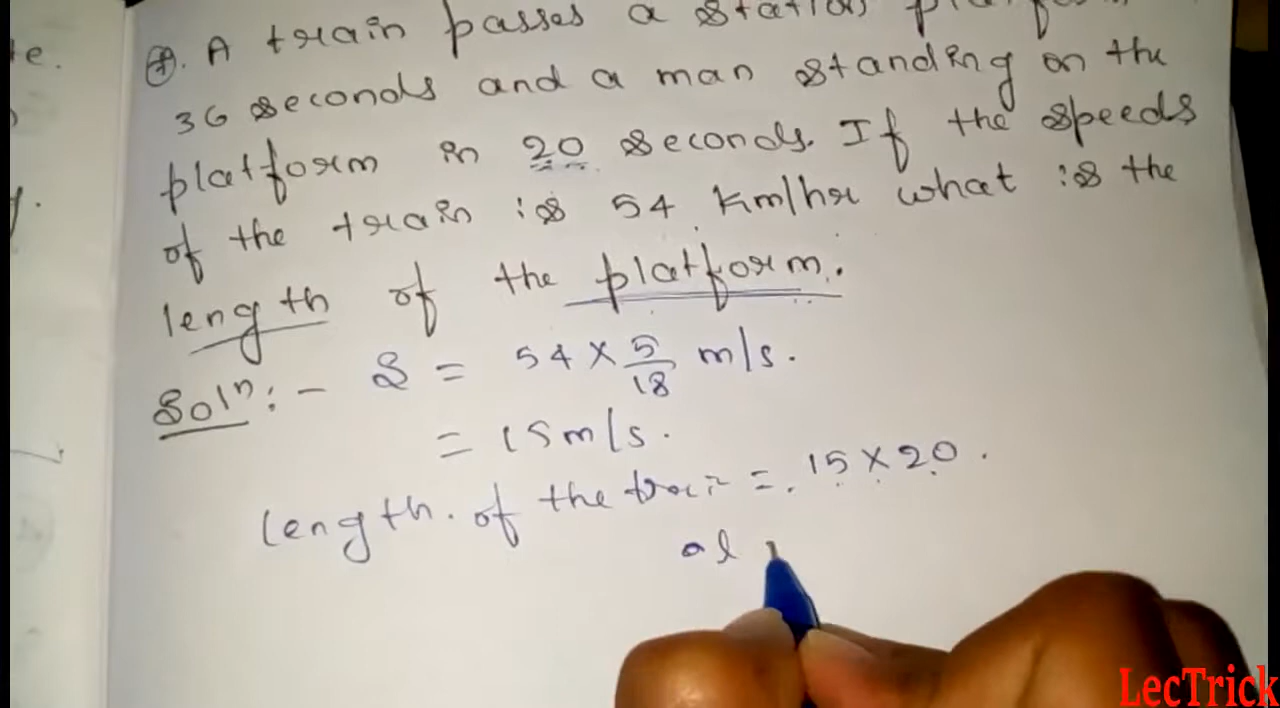 7. A train passes a station
36 seconds and a man standing on the
platform in 20 seconds. If the speeds
of the train is 54 Km/hr what is the
length of the platform.
Soln:- S = 54 × 5/18 m/s.
= 15 m/s.
length. of the train = 15 × 20.
LecTrick